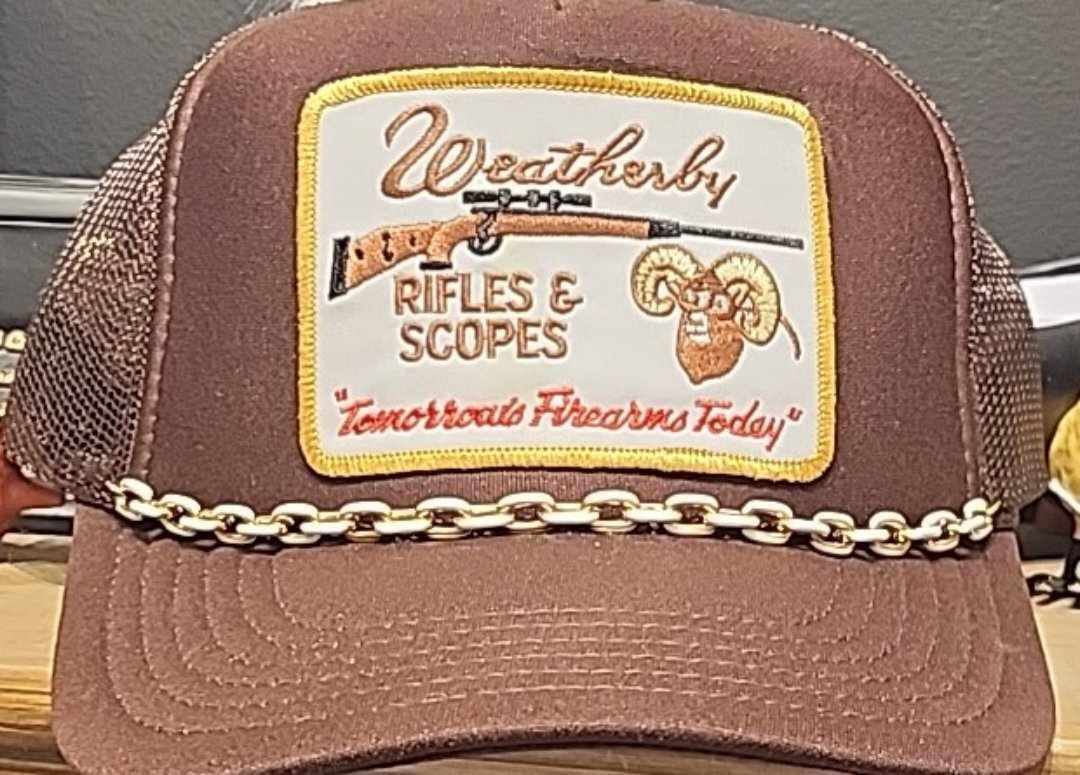 Weatherby
RIFLES &
SCOPES
"Tomorrow's Firearms Today"